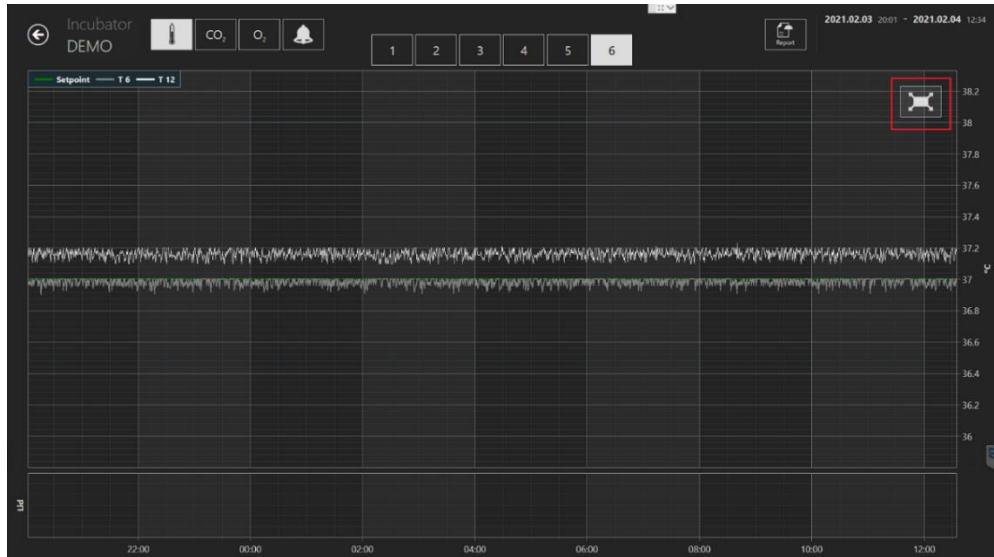 Incubator
DEMO
CO₂
O₂
1 2 3 4 5 6
Report
2021.02.03 20:01 - 2021.02.04 12:34
Setpoint T 6 T 12
38.2
38
37.8
37.6
37.4
37.2
°C
37
36.8
36.6
36.4
36.2
36
Lid
22:00 00:00 02:00 04:00 06:00 08:00 10:00 12:00